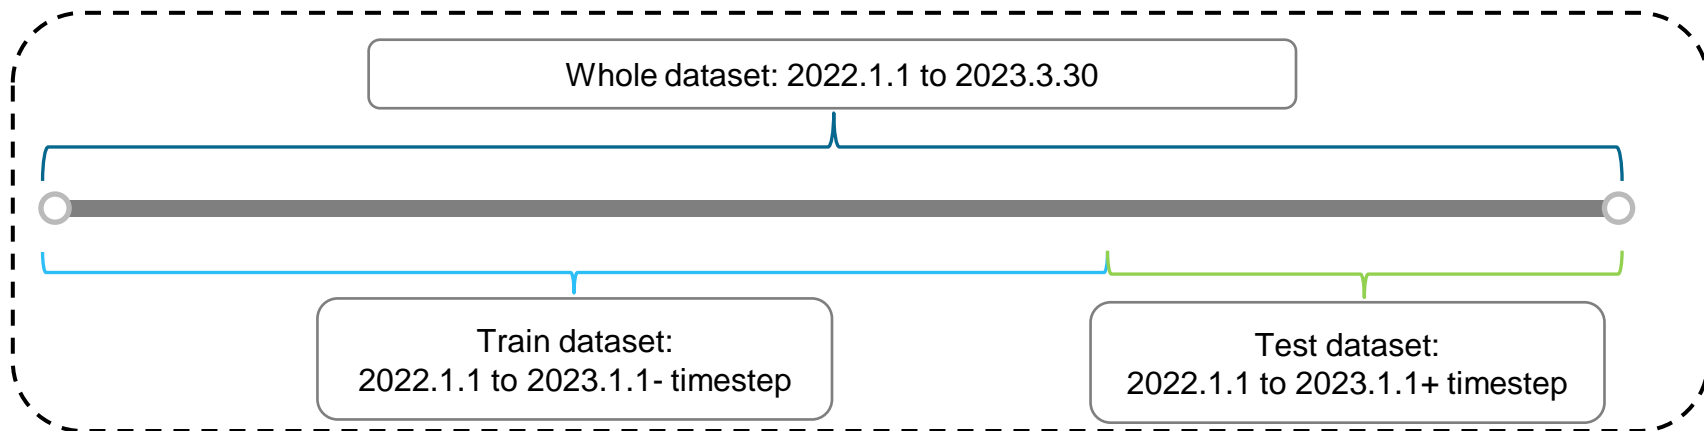 Whole dataset: 2022.1.1 to 2023.3.30
Train dataset:
2022.1.1 to 2023.1.1- timestep
Test dataset:
2022.1.1 to 2023.1.1+ timestep